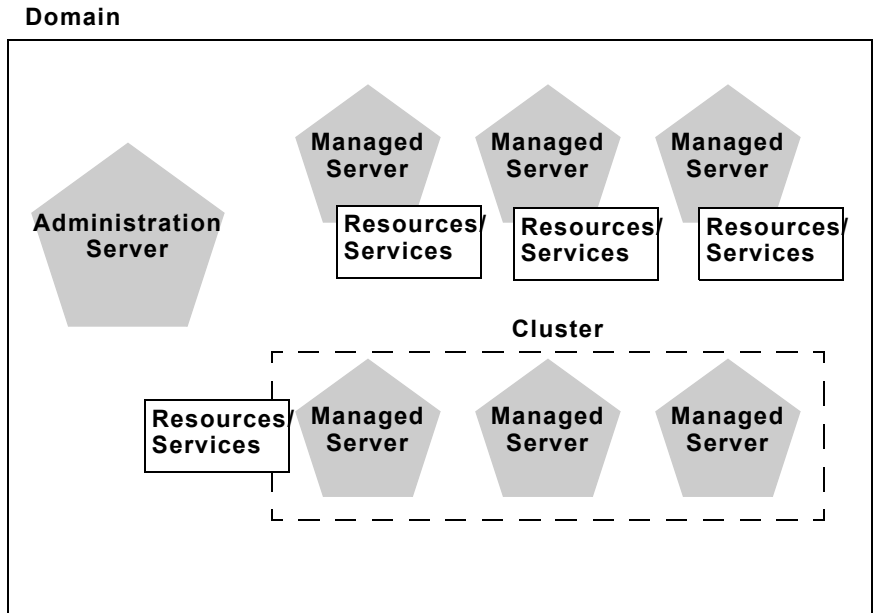 Domain
Managed
Server
Managed
Server
Managed
Server
Administration
Server
Resources/
Services
Resources/
Services
Resources/
Services
Cluster
Resources/
Services
Managed
Server
Managed
Server
Managed
Server